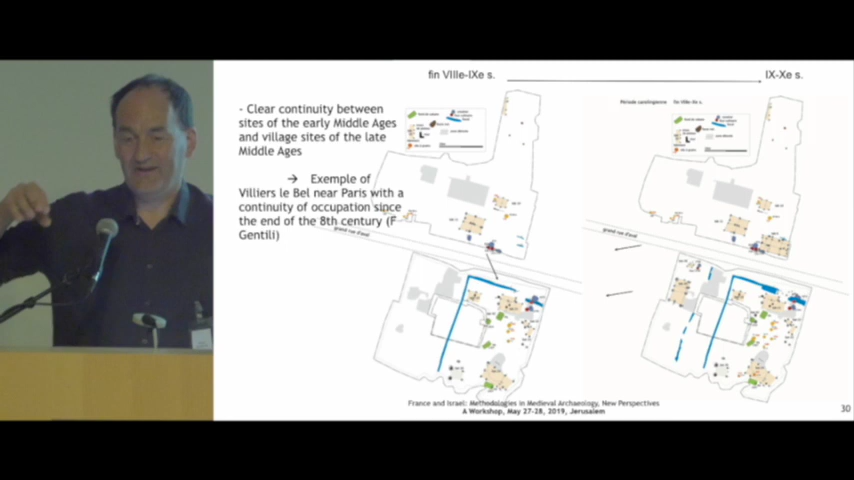 fin VIIIe-IXe s.
IX-Xe s.
- Clear continuity between
sites of the early Middle Ages
and village sites of the late
Middle Ages
→ Exemple of
Villiers le Bel near Paris with a
continuity of occupation since
the end of the 8th century (F
Gentili)
Période carolingienne
grand rue d'aval
France and Israel: Methodologies in Medieval Archaeology, New Perspectives
A Workshop, May 27-28, 2019, Jerusalem
30